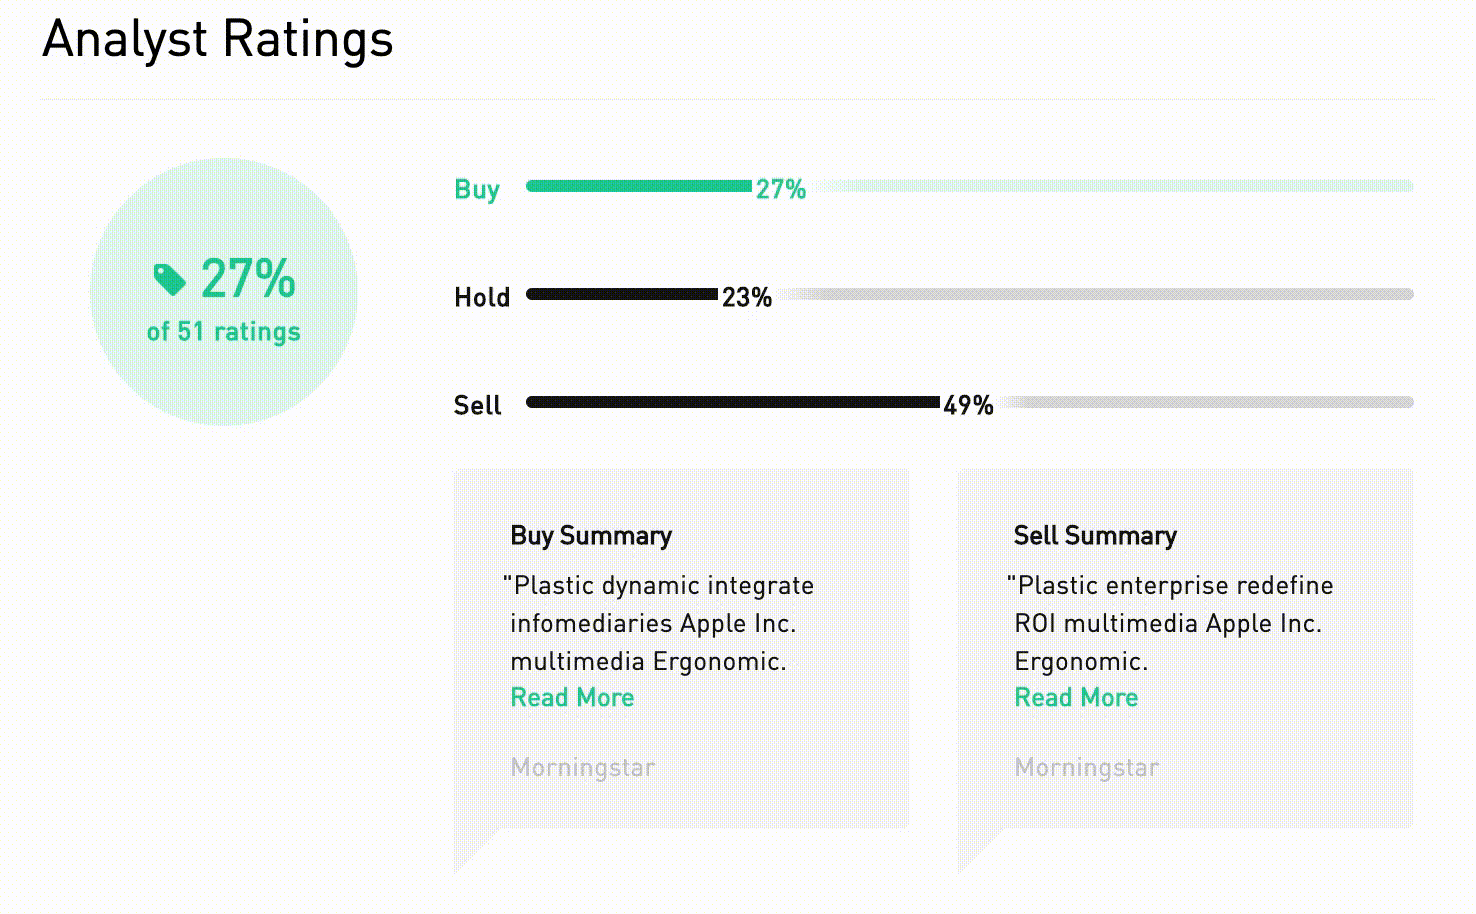 Analyst Ratings
Buy 27%
27%
of 51 ratings
Hold 23%
Sell 49%
Buy Summary
"Plastic dynamic integrate
infomediaries Apple Inc.
multimedia Ergonomic.
Read More
Morningstar
Sell Summary
"Plastic enterprise redefine
ROI multimedia Apple Inc.
Ergonomic.
Read More
Morningstar